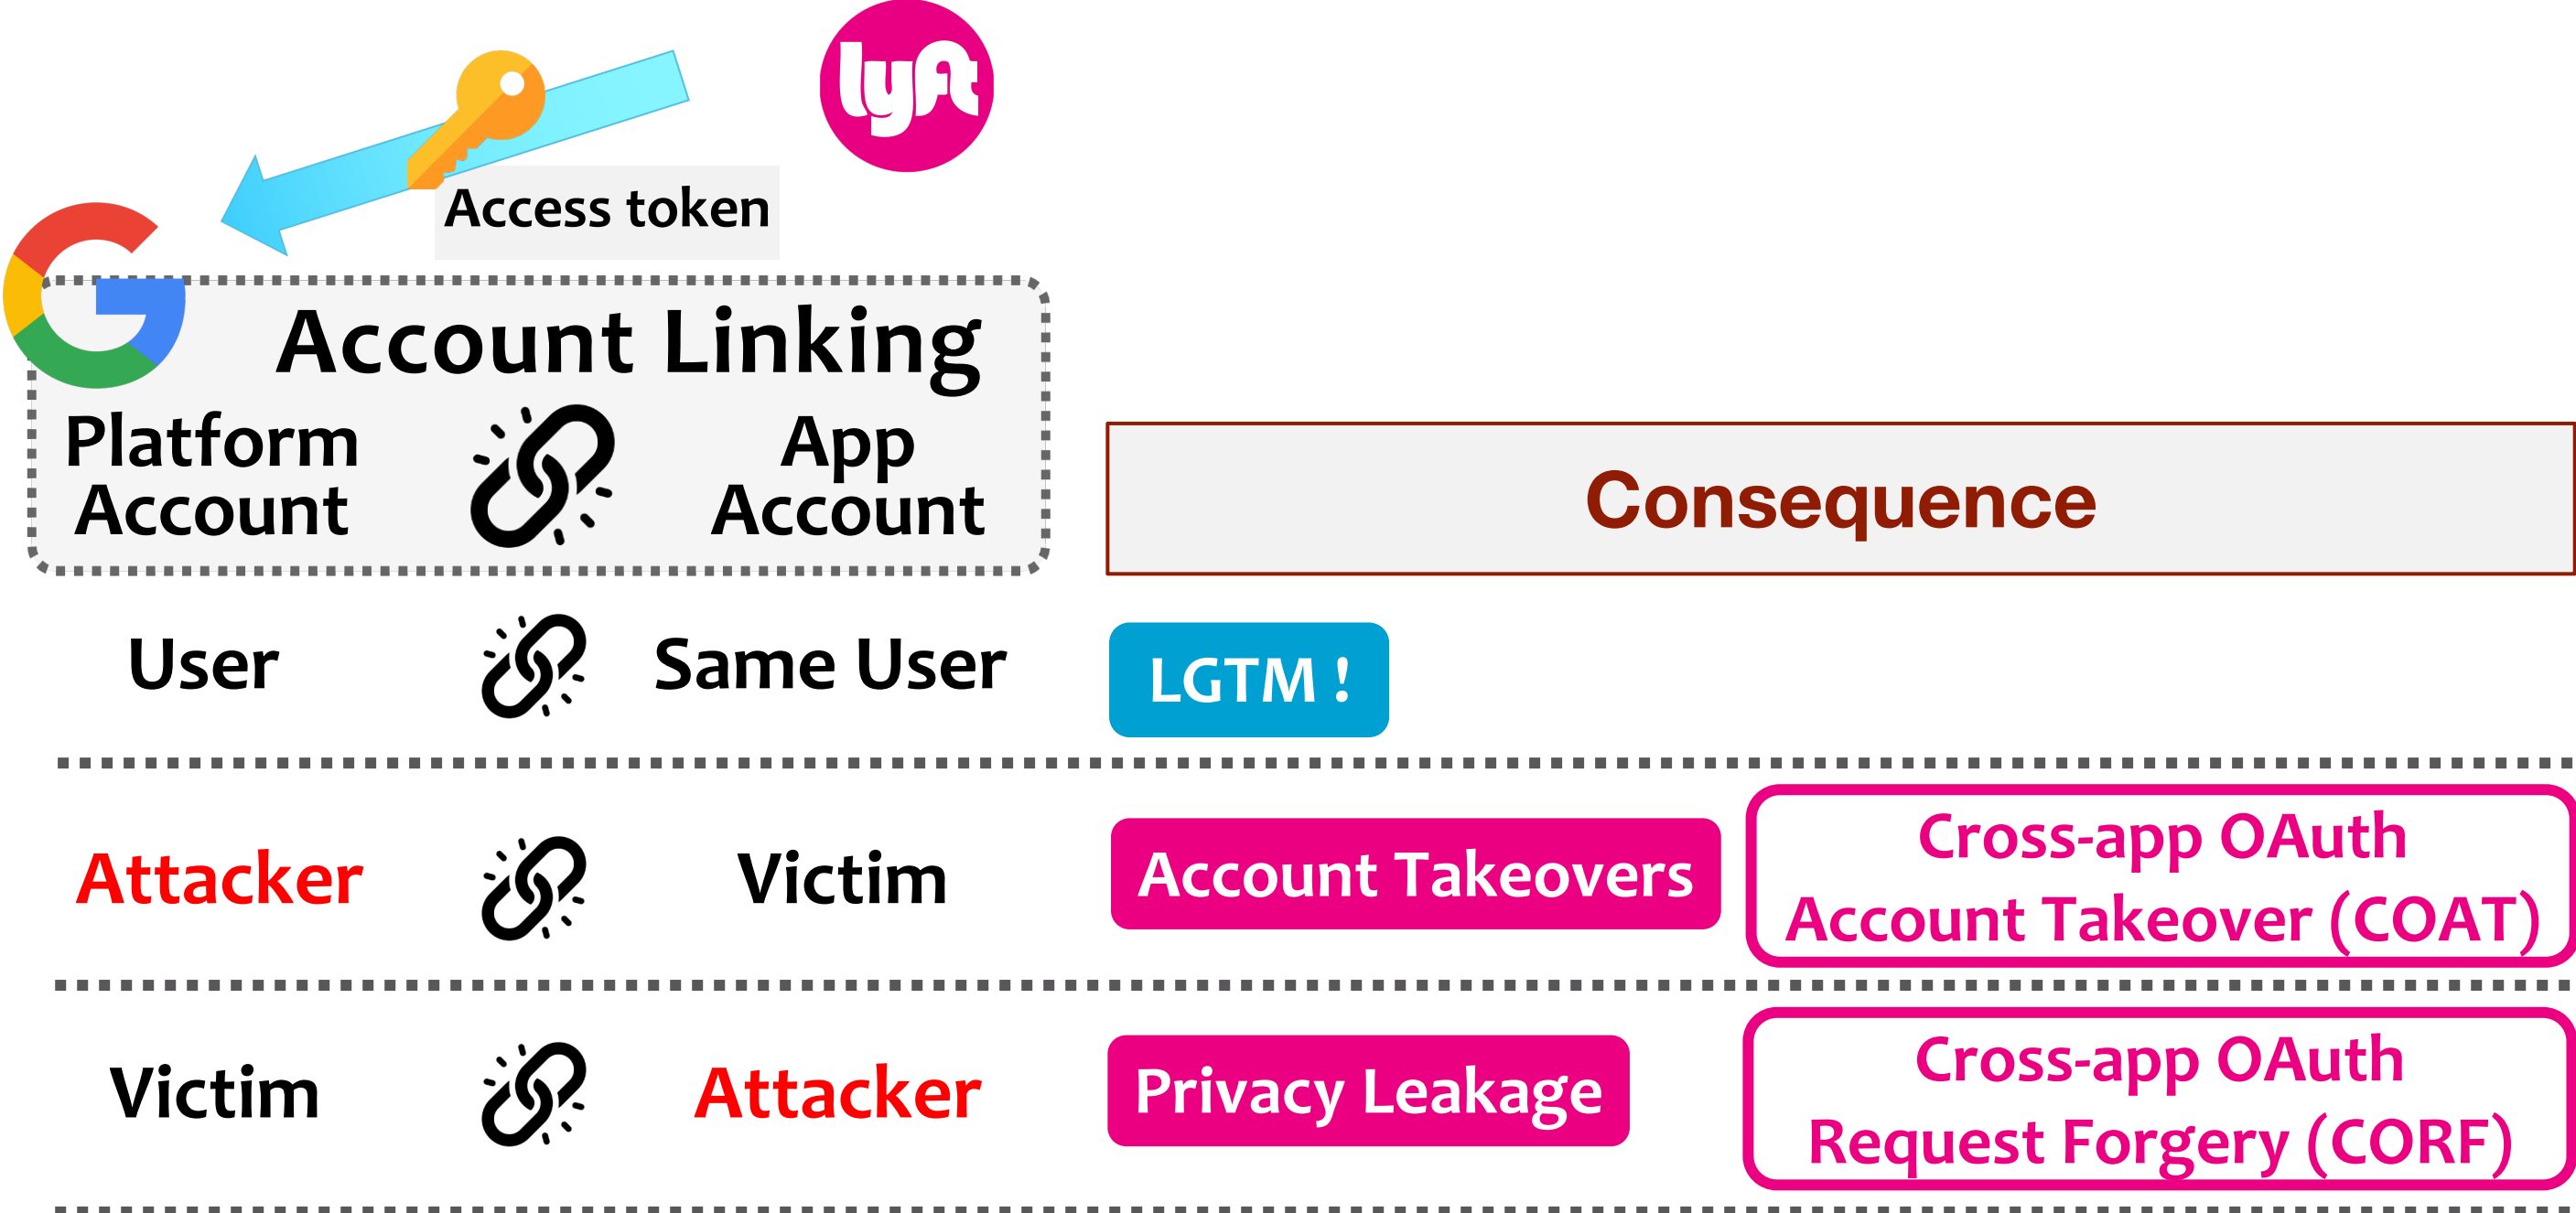 lyft
Access token
Account Linking
Platform
Account
App
Account
Consequence
User
Same User
LGTM !
Attacker
Victim
Account Takeovers
Cross-app OAuth
Account Takeover (COAT)
Victim
Attacker
Privacy Leakage
Cross-app OAuth
Request Forgery (CORF)